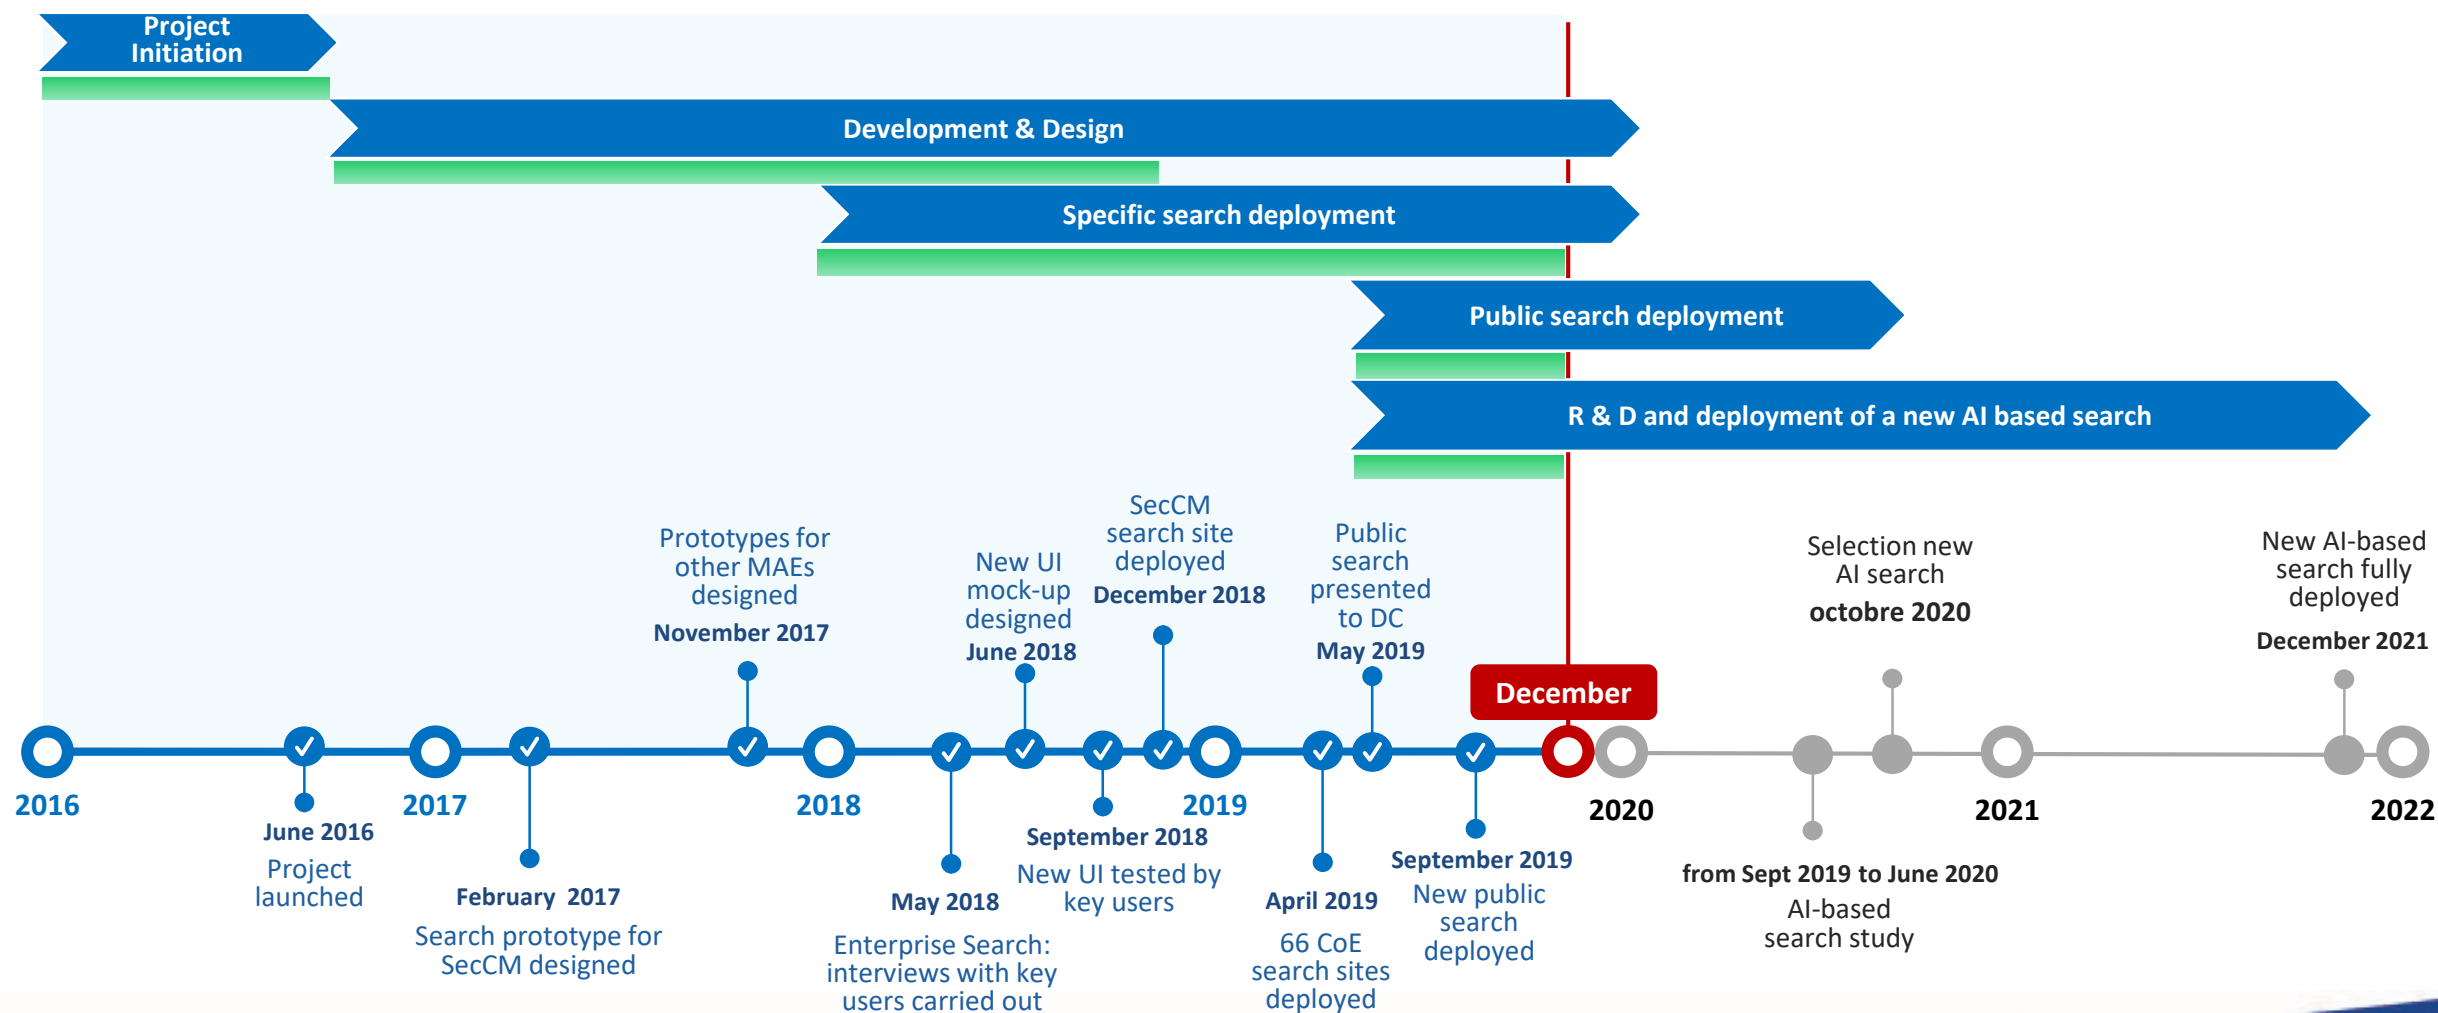 Project
Initiation
Development & Design
Specific search deployment
Public search deployment
R & D and deployment of a new AI based search
Prototypes for
other MAEs
designed
November 2017
New UI
mock-up
designed
June 2018
SecCM
search site
deployed
December 2018
Public
search
presented
to DC
May 2019
Selection new
AI search
octobre 2020
New AI-based
search fully
deployed
December 2021
December
2016
2017
2018
2019
2020
2021
2022
June 2016
Project
launched
February 2017
Search prototype for
SecCM designed
May 2018
Enterprise Search:
interviews with key
users carried out
September 2018
New UI tested by
key users
April 2019
66 CoE
search sites
deployed
September 2019
New public
search
deployed
from Sept 2019 to June 2020
AI-based
search study